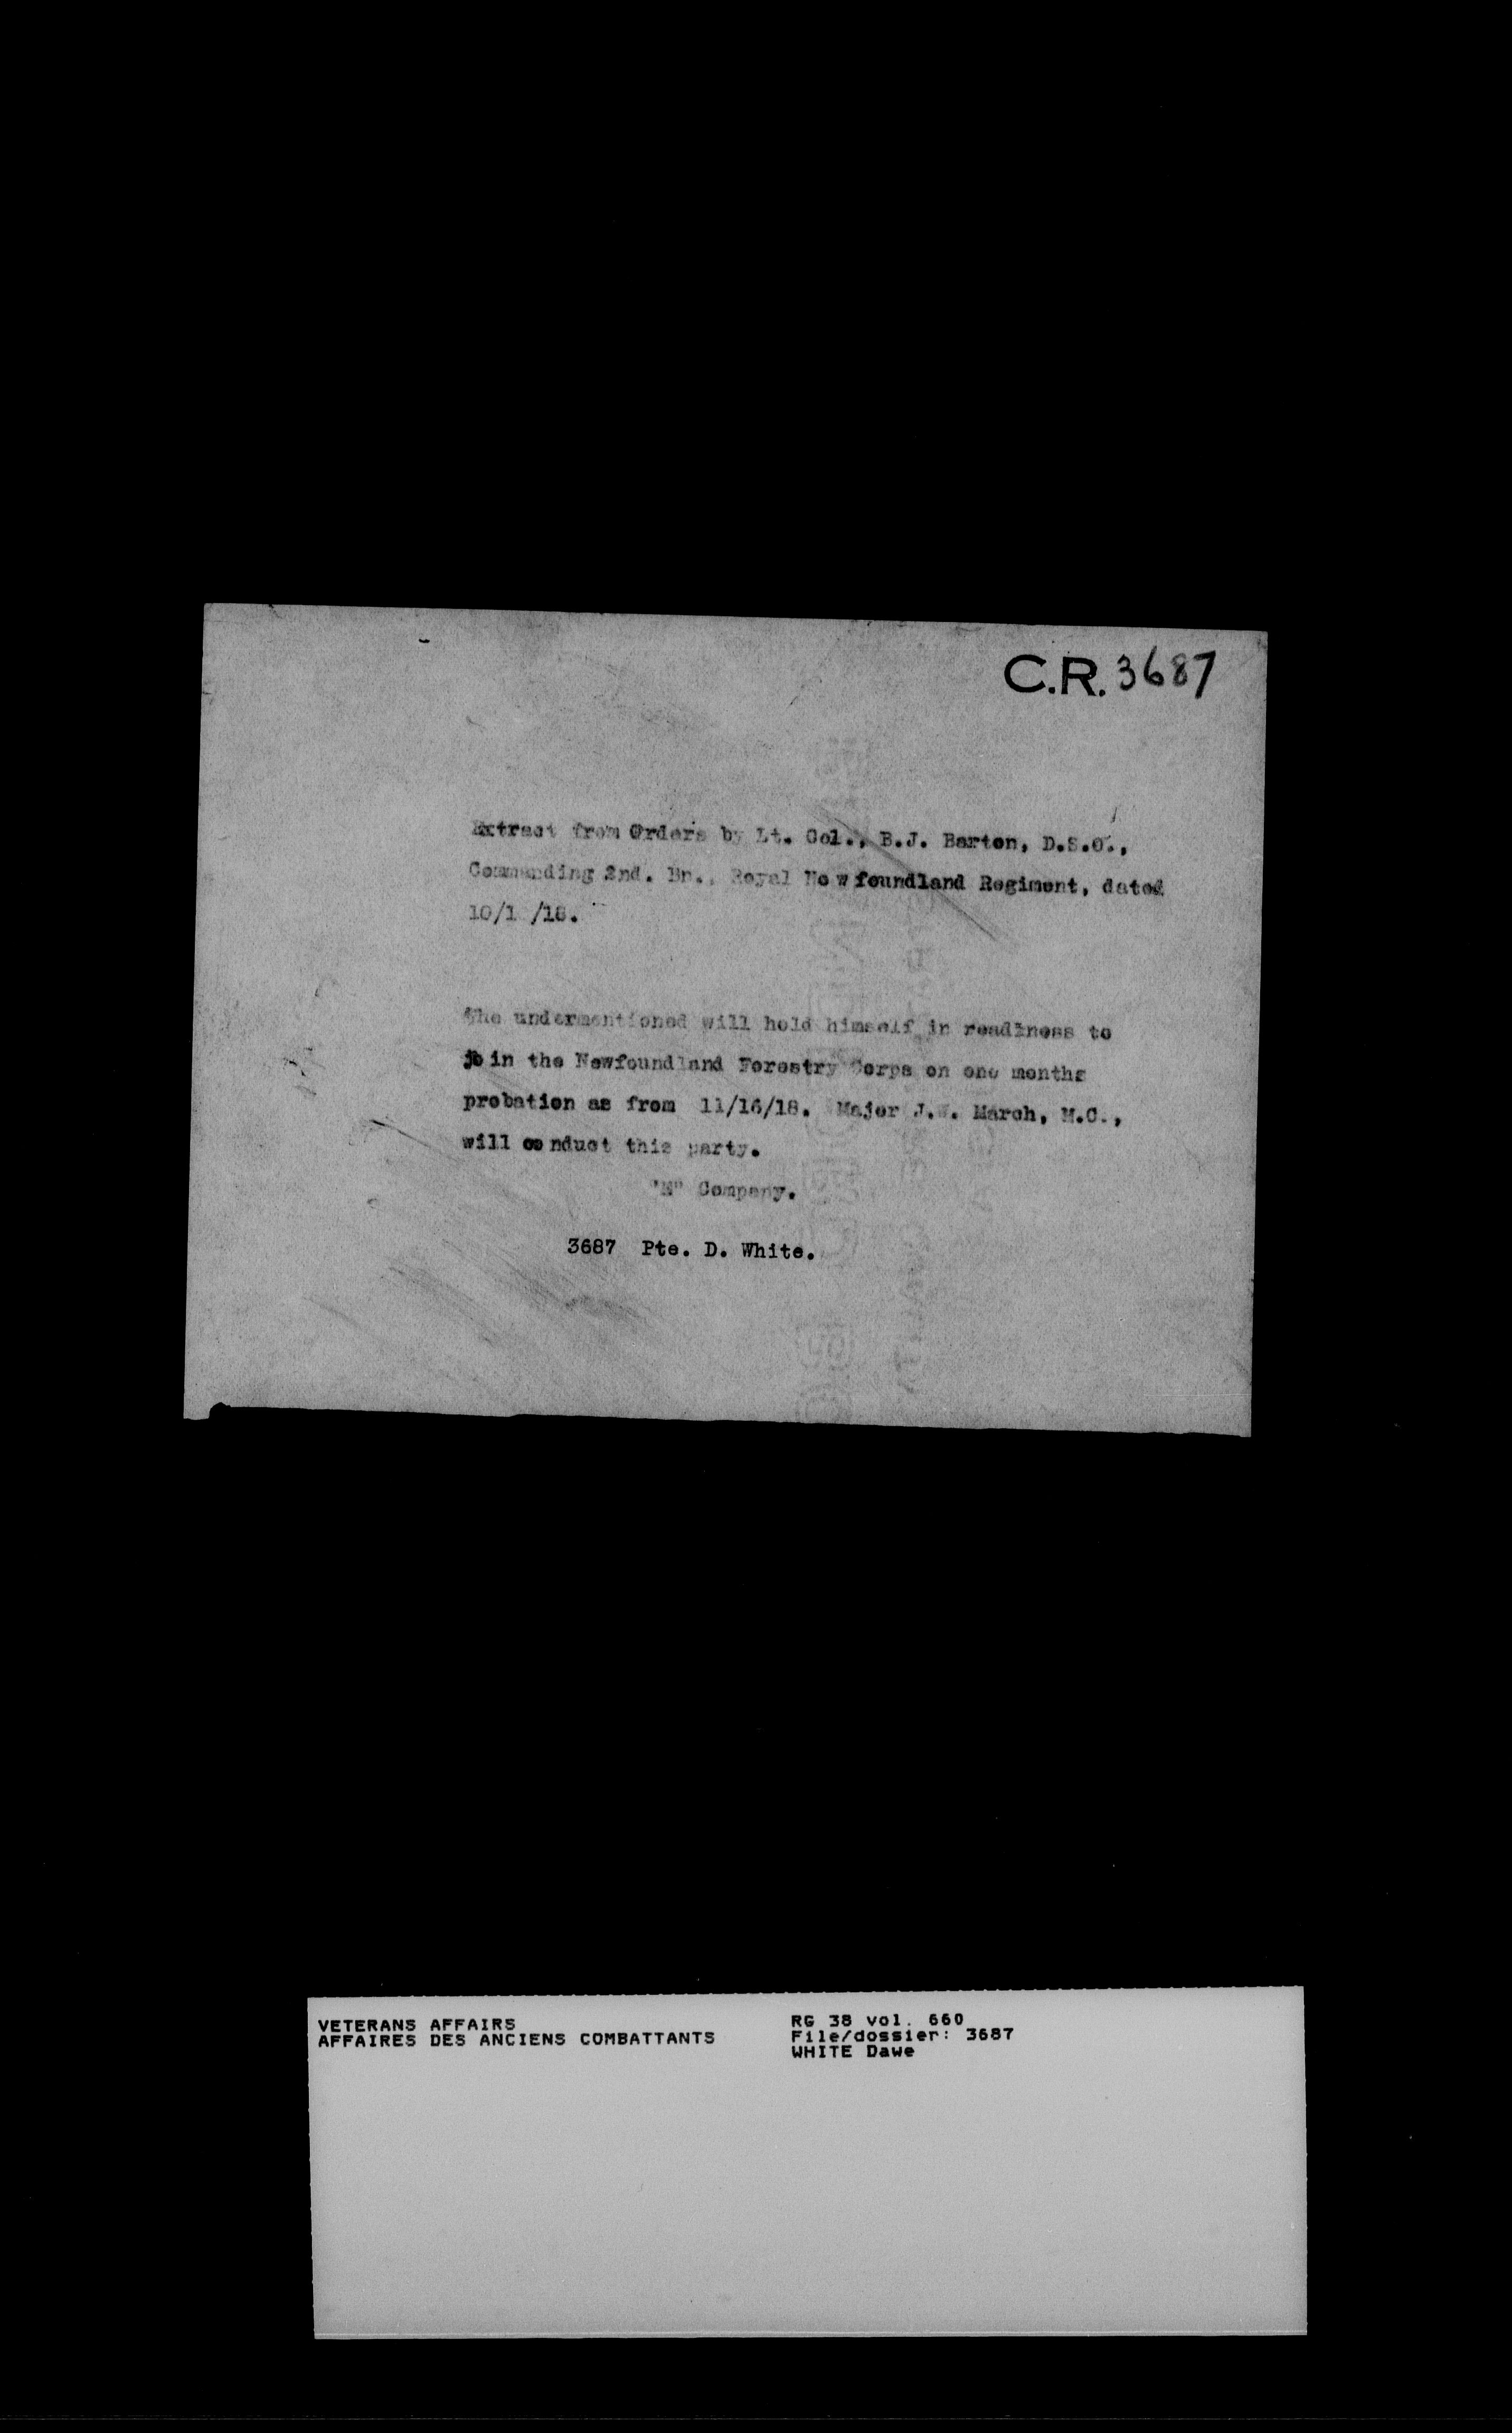 C.R. 3687
Extract from Orders by Lt. Col., B.J. Barton, D.S.O.,
Commanding 2nd. Bn., Royal Newfoundland Regiment, dated
10/1 /18.
The undermentioned will hold himself in readiness to
join the Newfoundland Forestry Corps on one months
probation as from 11/16/18. Major J.W. March, M.C.,
will conduct this party.
Company.
3687 Pte. D. White.
VETERANS AFFAIRS
AFFAIRES DES ANCIENS COMBATTANTS
RG 38 vol. 660
File/dossier: 3687
WHITE Dawe